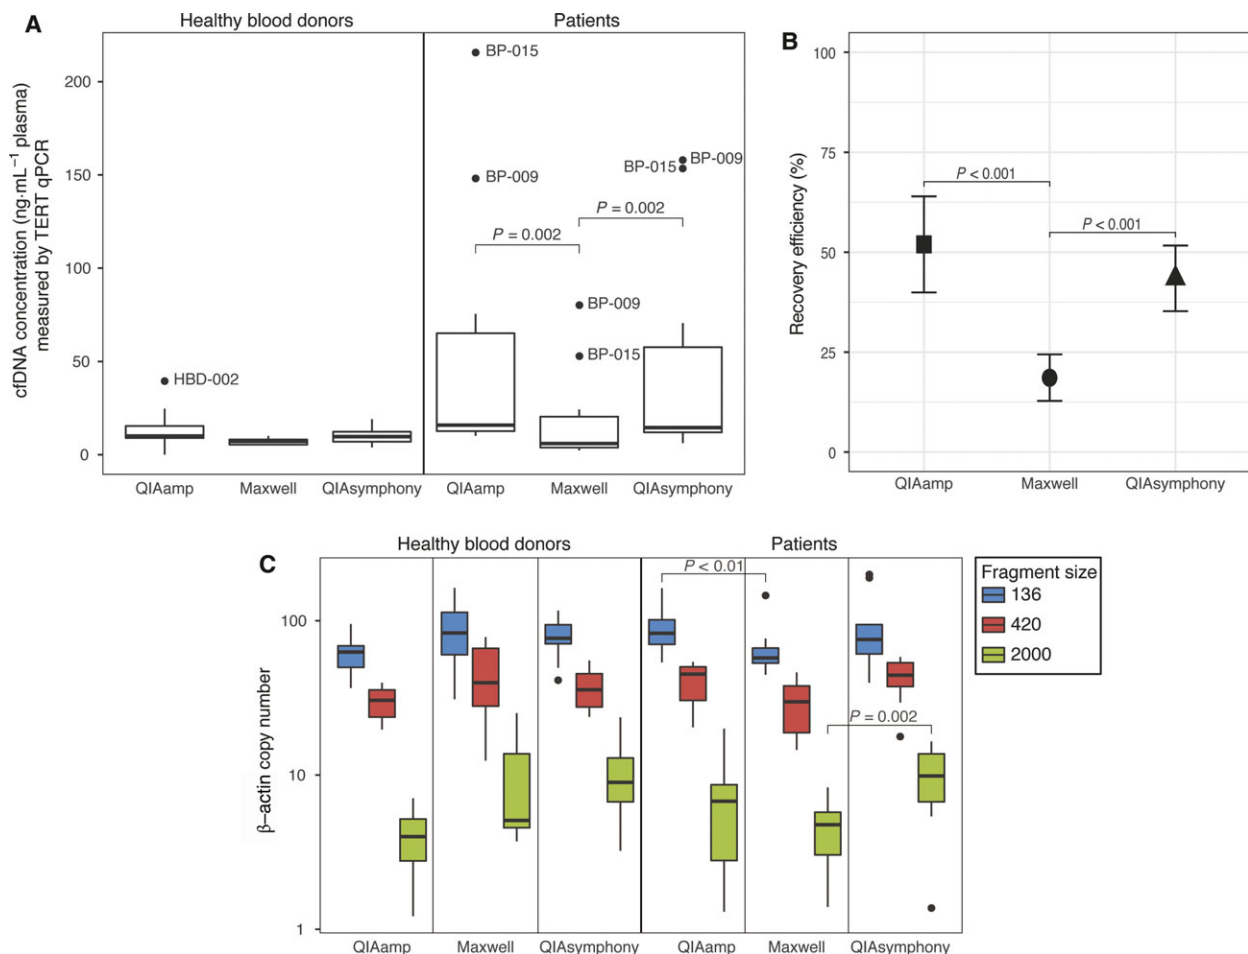 A
Healthy blood donors
Patients
cfDNA concentration (ng·mL⁻¹ plasma)
measured by TERT qPCR
200
150
100
50
0
HBD-002
BP-015
BP-009
P = 0.002
BP-009
BP-015
P = 0.002
BP-009
BP-015
QIAamp
Maxwell
QIAsymphony
QIAamp
Maxwell
QIAsymphony
B
Recovery efficiency (%)
100
75
50
25
0
P < 0.001
P < 0.001
QIAamp
Maxwell
QIAsymphony
C
Healthy blood donors
Patients
β−actin copy number
100
10
1
P < 0.01
P = 0.002
QIAamp
Maxwell
QIAsymphony
QIAamp
Maxwell
QIAsymphony
Fragment size
136
420
2000